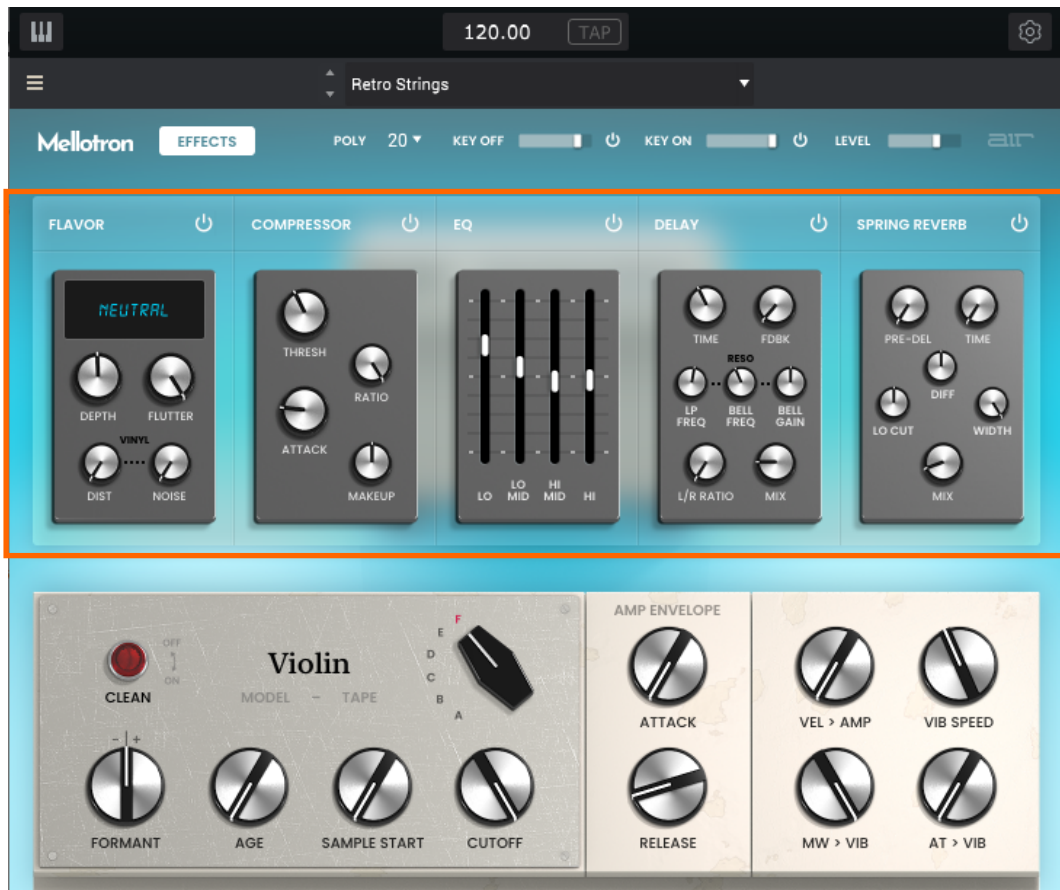 120.00 TAP
Retro Strings
Mellotron EFFECTS POLY 20 KEY OFF KEY ON LEVEL air
FLAVOR COMPRESSOR EQ DELAY SPRING REVERB
NEUTRAL
DEPTH FLUTTER
VINYL
DIST NOISE
THRESH
RATIO
ATTACK
MAKEUP
LO LO MID HI MID HI
TIME FDBK
RESO
LP FREQ BELL FREQ BELL GAIN
L/R RATIO MIX
PRE-DEL TIME
DIFF
LO CUT WIDTH
MIX
OFF
ON
CLEAN
Violin
MODEL - TAPE
F
E
D
C
B
A
- | +
FORMANT AGE SAMPLE START CUTOFF
AMP ENVELOPE
ATTACK
RELEASE
VEL > AMP VIB SPEED
MW > VIB AT > VIB